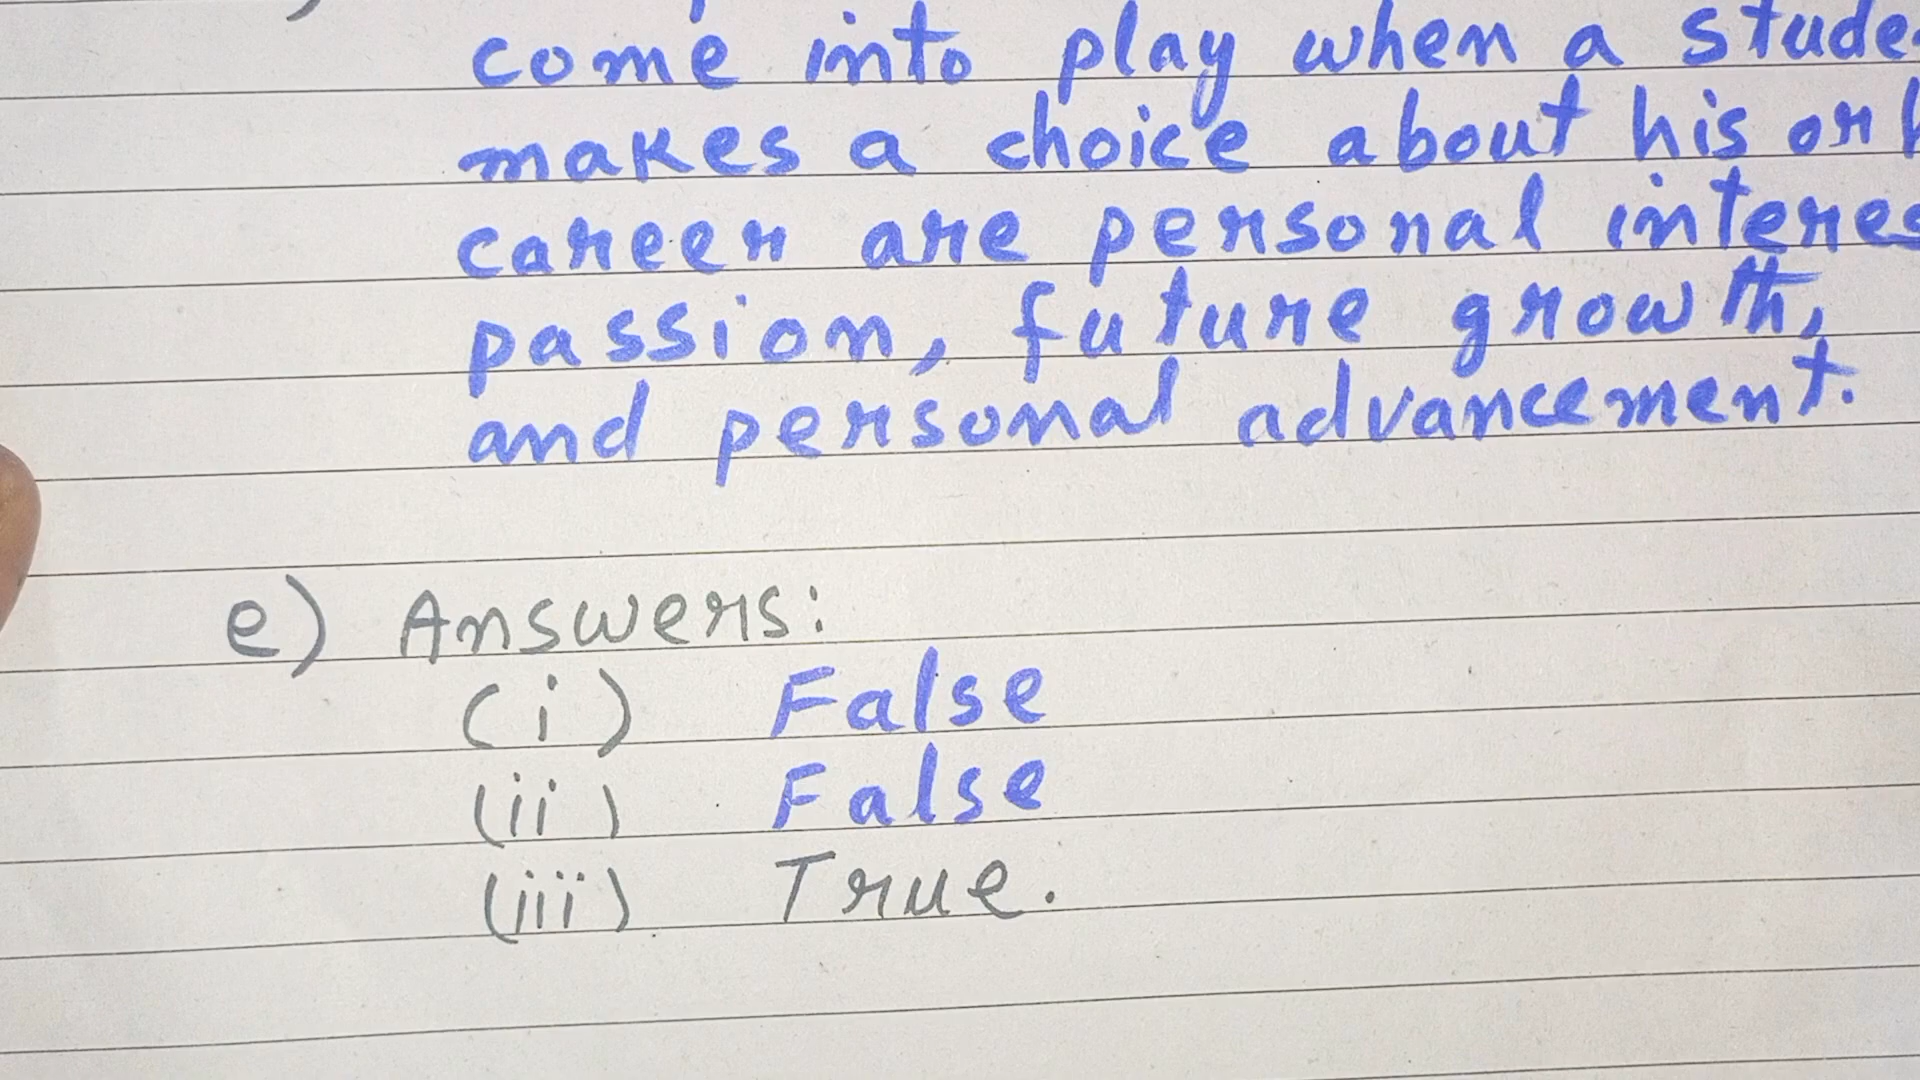 come into play when a stude
makes a choice about his or
career are personal interes
passion, future growth,
and personal advancement.
e) Answers:
(i) False
(ii) False
(iii) True.